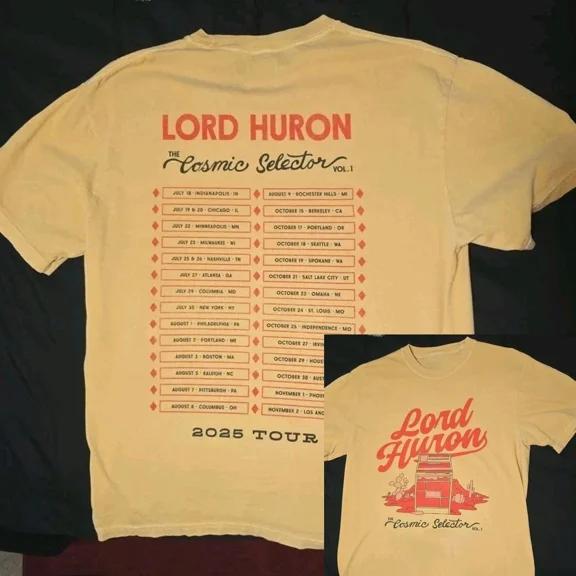 LORD HURON
THE Cosmic Selector VOL. 1
JULY 18 · INDIANAPOLIS · IN
JULY 19 & 20 · CHICAGO · IL
JULY 22 · MINNEAPOLIS · MN
JULY 23 · MILWAUKEE · WI
JULY 25 & 26 · NASHVILLE · TN
JULY 27 · ATLANTA · GA
JULY 29 · COLUMBIA · MD
JULY 30 · NEW YORK · NY
AUGUST 1 · PHILADELPHIA · PA
AUGUST 2 · PORTLAND · ME
AUGUST 3 · BOSTON · MA
AUGUST 5 · RALEIGH · NC
AUGUST 7 · PITTSBURGH · PA
AUGUST 8 · COLUMBUS · OH
AUGUST 9 · ROCHESTER HILLS · MI
OCTOBER 15 · BERKELEY · CA
OCTOBER 17 · PORTLAND · OR
OCTOBER 18 · SEATTLE · WA
OCTOBER 19 · SPOKANE · WA
OCTOBER 21 · SALT LAKE CITY · UT
OCTOBER 23 · OMAHA · NE
OCTOBER 24 · ST. LOUIS · MO
OCTOBER 25 · INDEPENDENCE · MO
OCTOBER 27 · IRVI
OCTOBER 29 · HOUS
OCTOBER 30 · AUS
NOVEMBER 1 · PHOE
NOVEMBER 2 · LOS AN
2025 TOUR
Lord
Huron
THE Cosmic Selector VOL. 1